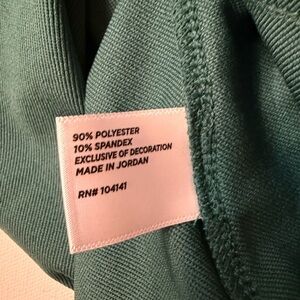 90% POLYESTER
10% SPANDEX
EXCLUSIVE OF DECORATION
MADE IN JORDAN
RN# 104141